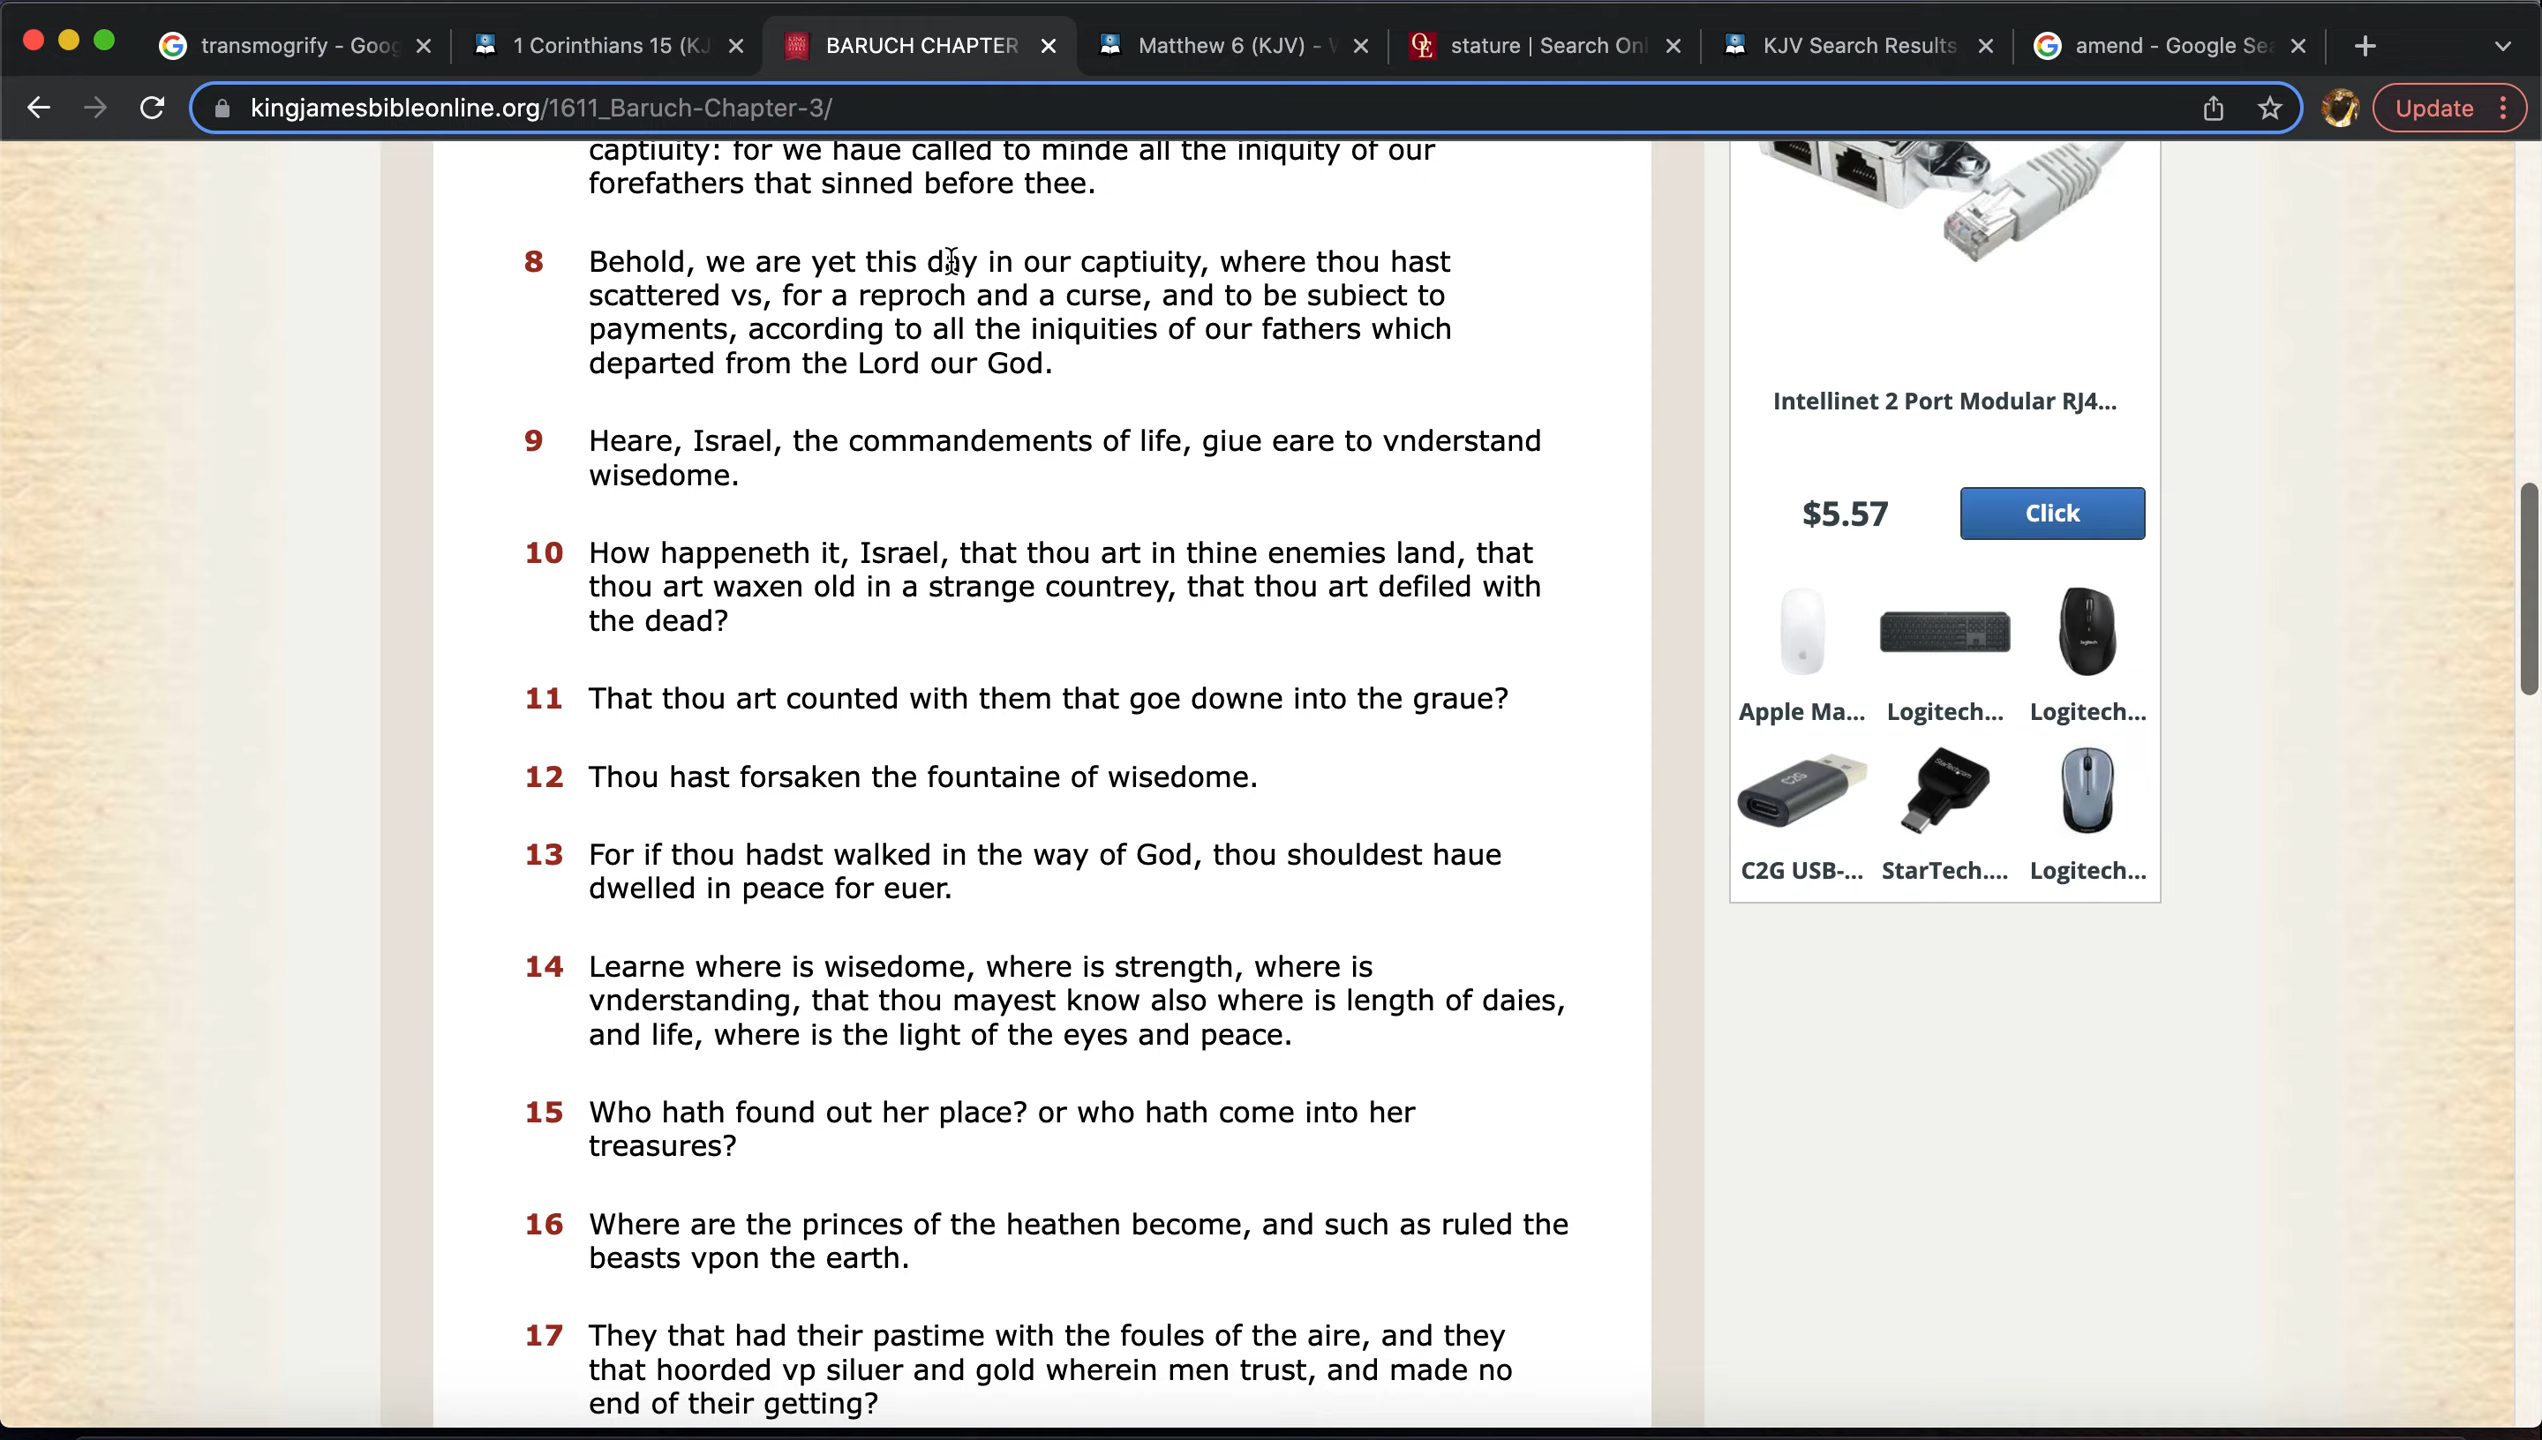 transmogrify - Goog
1 Corinthians 15 (KJ
BARUCH CHAPTER
Matthew 6 (KJV) - W
stature | Search Onl
KJV Search Results
amend - Google Sea
kingjamesbibleonline.org/1611_Baruch-Chapter-3/
Update
captiuity: for we haue called to minde all the iniquity of our
forefathers that sinned before thee.
8 Behold, we are yet this day in our captiuity, where thou hast
scattered vs, for a reproch and a curse, and to be subiect to
payments, according to all the iniquities of our fathers which
departed from the Lord our God.
9 Heare, Israel, the commandements of life, giue eare to vnderstand
wisedome.
10 How happeneth it, Israel, that thou art in thine enemies land, that
thou art waxen old in a strange countrey, that thou art defiled with
the dead?
11 That thou art counted with them that goe downe into the graue?
12 Thou hast forsaken the fountaine of wisedome.
13 For if thou hadst walked in the way of God, thou shouldest haue
dwelled in peace for euer.
14 Learne where is wisedome, where is strength, where is
vnderstanding, that thou mayest know also where is length of daies,
and life, where is the light of the eyes and peace.
15 Who hath found out her place? or who hath come into her
treasures?
16 Where are the princes of the heathen become, and such as ruled the
beasts vpon the earth.
17 They that had their pastime with the foules of the aire, and they
that hoorded vp siluer and gold wherein men trust, and made no
end of their getting?
Intellinet 2 Port Modular RJ4...
$5.57
Click
Apple Ma...
Logitech...
Logitech...
C2G
StarTech.com
C2G USB-...
StarTech....
Logitech...